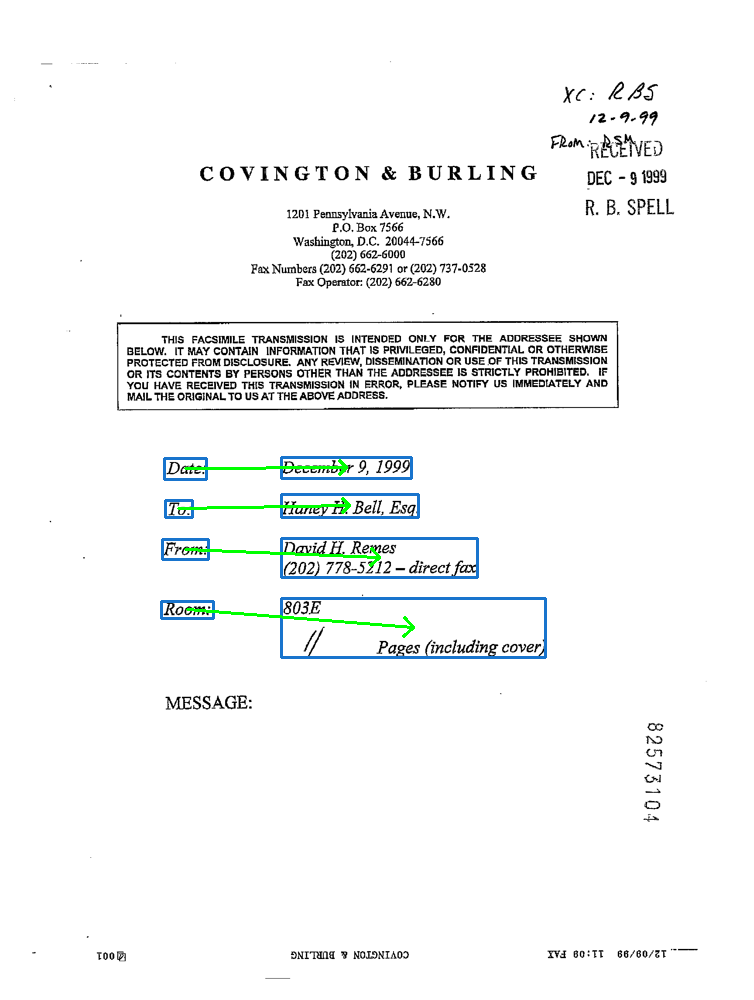 XC: RBS
12-9-99
FROM: DSM
RECEIVED
DEC - 9 1999
R. B. SPELL
COVINGTON & BURLING
1201 Pennsylvania Avenue, N.W.
P.O. Box 7566
Washington, D.C. 20044-7566
(202) 662-6000
Fax Numbers (202) 662-6291 or (202) 737-0528
Fax Operator: (202) 662-6280
THIS FACSIMILE TRANSMISSION IS INTENDED ONLY FOR THE ADDRESSEE SHOWN
BELOW. IT MAY CONTAIN INFORMATION THAT IS PRIVILEGED, CONFIDENTIAL OR OTHERWISE
PROTECTED FROM DISCLOSURE. ANY REVIEW, DISSEMINATION OR USE OF THIS TRANSMISSION
OR ITS CONTENTS BY PERSONS OTHER THAN THE ADDRESSEE IS STRICTLY PROHIBITED. IF
YOU HAVE RECEIVED THIS TRANSMISSION IN ERROR, PLEASE NOTIFY US IMMEDIATELY AND
MAIL THE ORIGINAL TO US AT THE ABOVE ADDRESS.
Date: December 9, 1999
To: Haney H. Bell, Esq
From: David H. Remes
(202) 778-5212 – direct fax
Room: 803E
11 Pages (including cover)
MESSAGE:
82573104
12/09/99 11:09 FAX COVINGTON & BURLING 001